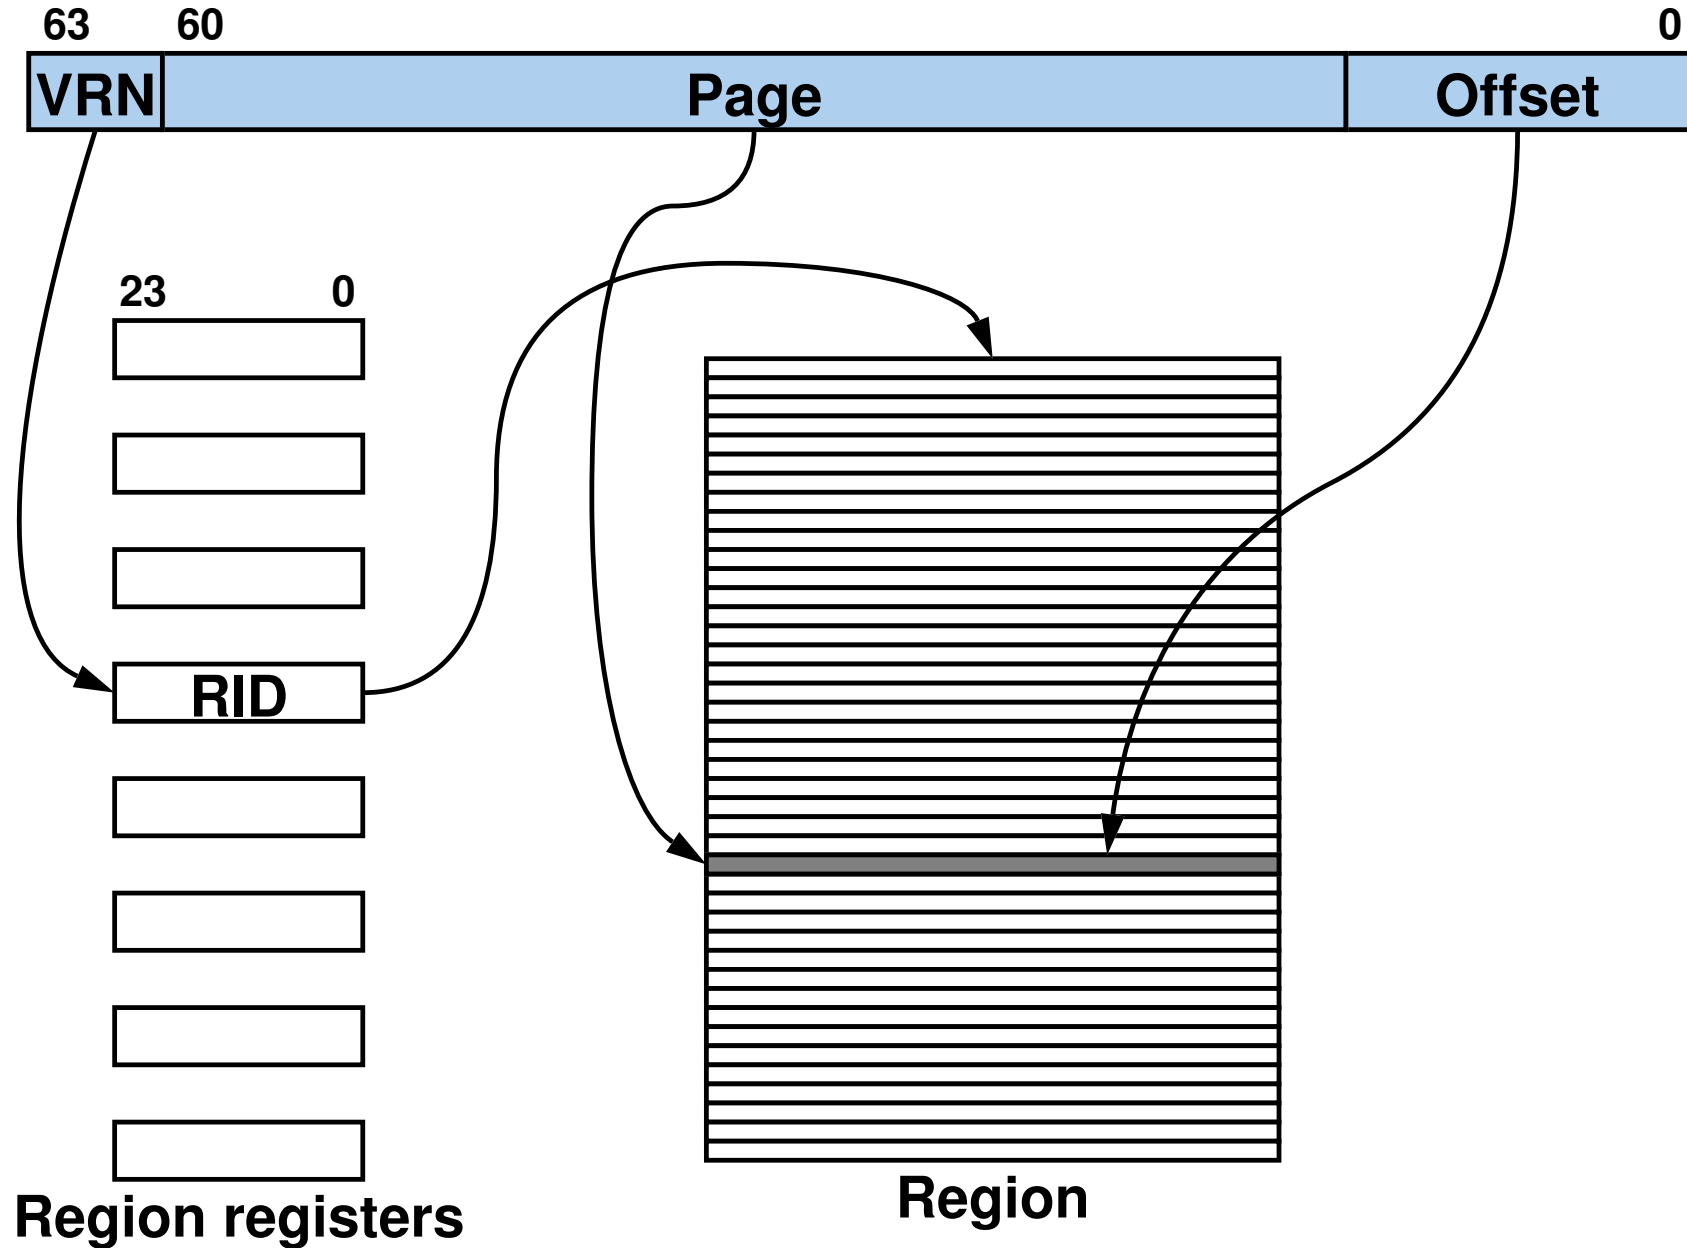 63 60 0
VRN Page Offset
23 0
RID
Region registers
Region